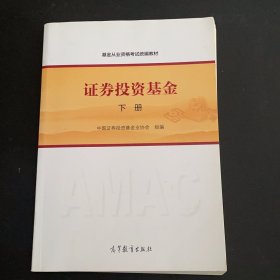 基金从业资格考试统编教材
证券投资基金
下册
中国证券投资基金业协会 组编
AMAC
高等教育出版社